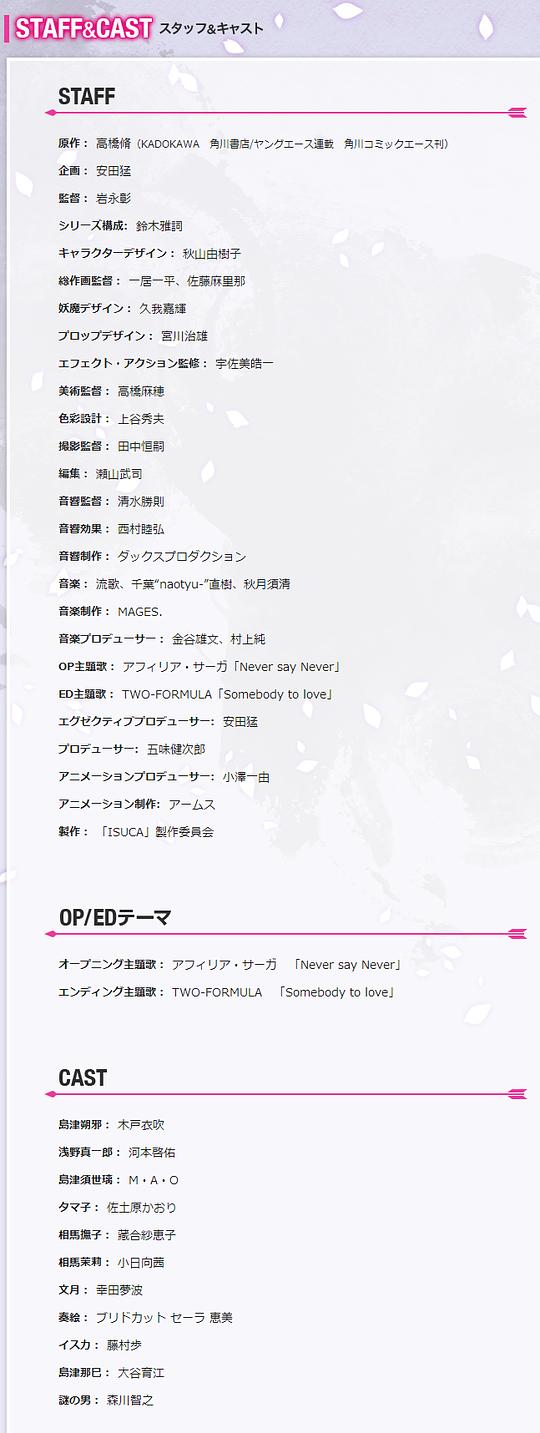 STAFF&CAST スタッフ&キャスト
STAFF
原作： 高橋脩（KADOKAWA　角川書店/ヤングエース連載　角川コミックエース刊）
企画： 安田猛
監督： 岩永彰
シリーズ構成： 鈴木雅詞
キャラクターデザイン： 秋山由樹子
総作画監督： 一居一平、佐藤麻里那
妖魔デザイン： 久我嘉輝
プロップデザイン： 宮川治雄
エフェクト・アクション監修： 宇佐美皓一
美術監督： 高橋麻穂
色彩設計： 上谷秀夫
撮影監督： 田中恒嗣
編集： 瀬山武司
音響監督： 清水勝則
音響効果： 西村睦弘
音響制作： ダックスプロダクション
音楽： 流歌、千葉“naotyu-”直樹、秋月須清
音楽制作： MAGES.
音楽プロデューサー： 金谷雄文、村上純
OP主題歌： アフィリア・サーガ「Never say Never」
ED主題歌： TWO-FORMULA「Somebody to love」
エグゼクティブプロデューサー： 安田猛
プロデューサー： 五味健次郎
アニメーションプロデューサー： 小澤一由
アニメーション制作： アームス
製作： 「ISUCA」製作委員会
OP/EDテーマ
オープニング主題歌： アフィリア・サーガ　「Never say Never」
エンディング主題歌： TWO-FORMULA　「Somebody to love」
CAST
島津朔邪： 木戸衣吹
浅野真一郎： 河本啓佑
島津須世璃： M・A・O
タマ子： 佐土原かおり
相馬撫子： 蔵合紗恵子
相馬茉莉： 小日向茜
文月： 幸田夢波
奏絵： ブリドカット セーラ 恵美
イスカ： 藤村歩
島津那巳： 大谷育江
謎の男： 森川智之